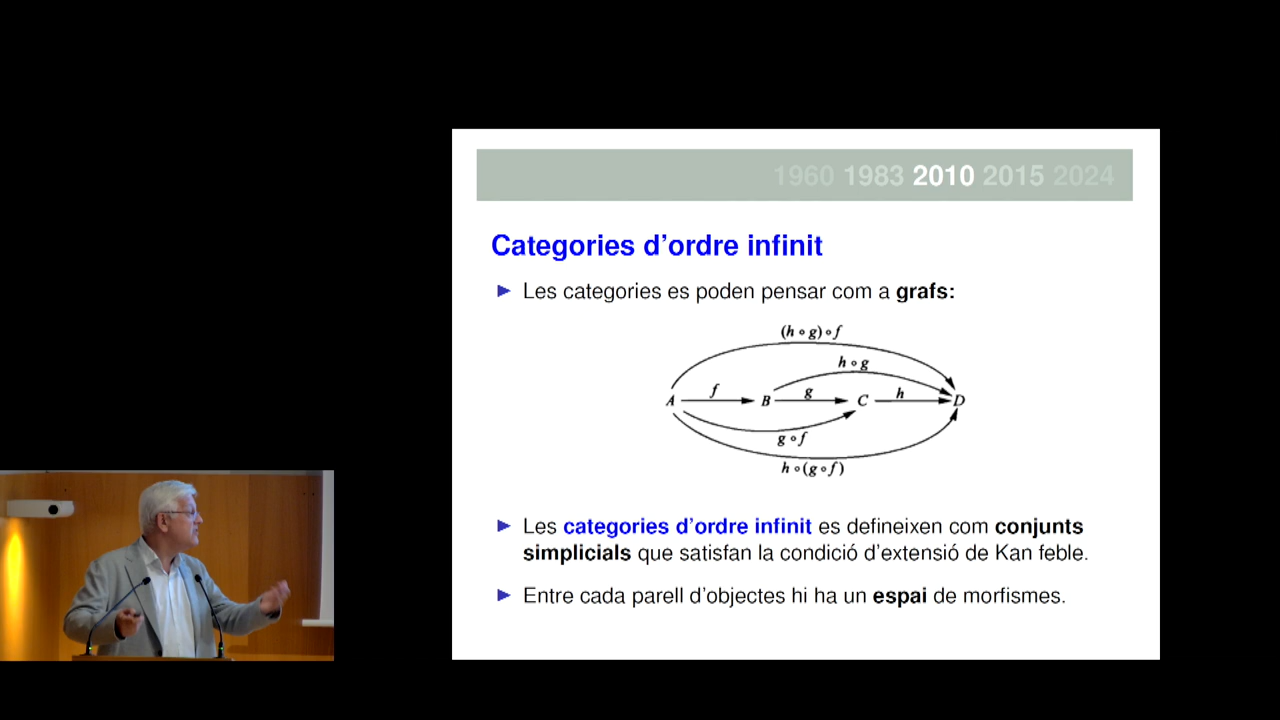 1960 1983 2010 2015 2024
Categories d'ordre infinit
Les categories es poden pensar com a grafs:
(h ∘ g) ∘ f
h ∘ g
A f B g C h D
g ∘ f
h ∘ (g ∘ f)
Les categories d'ordre infinit es defineixen com conjunts
simplicials que satisfan la condició d'extensió de Kan feble.
Entre cada parell d'objectes hi ha un espai de morfismes.